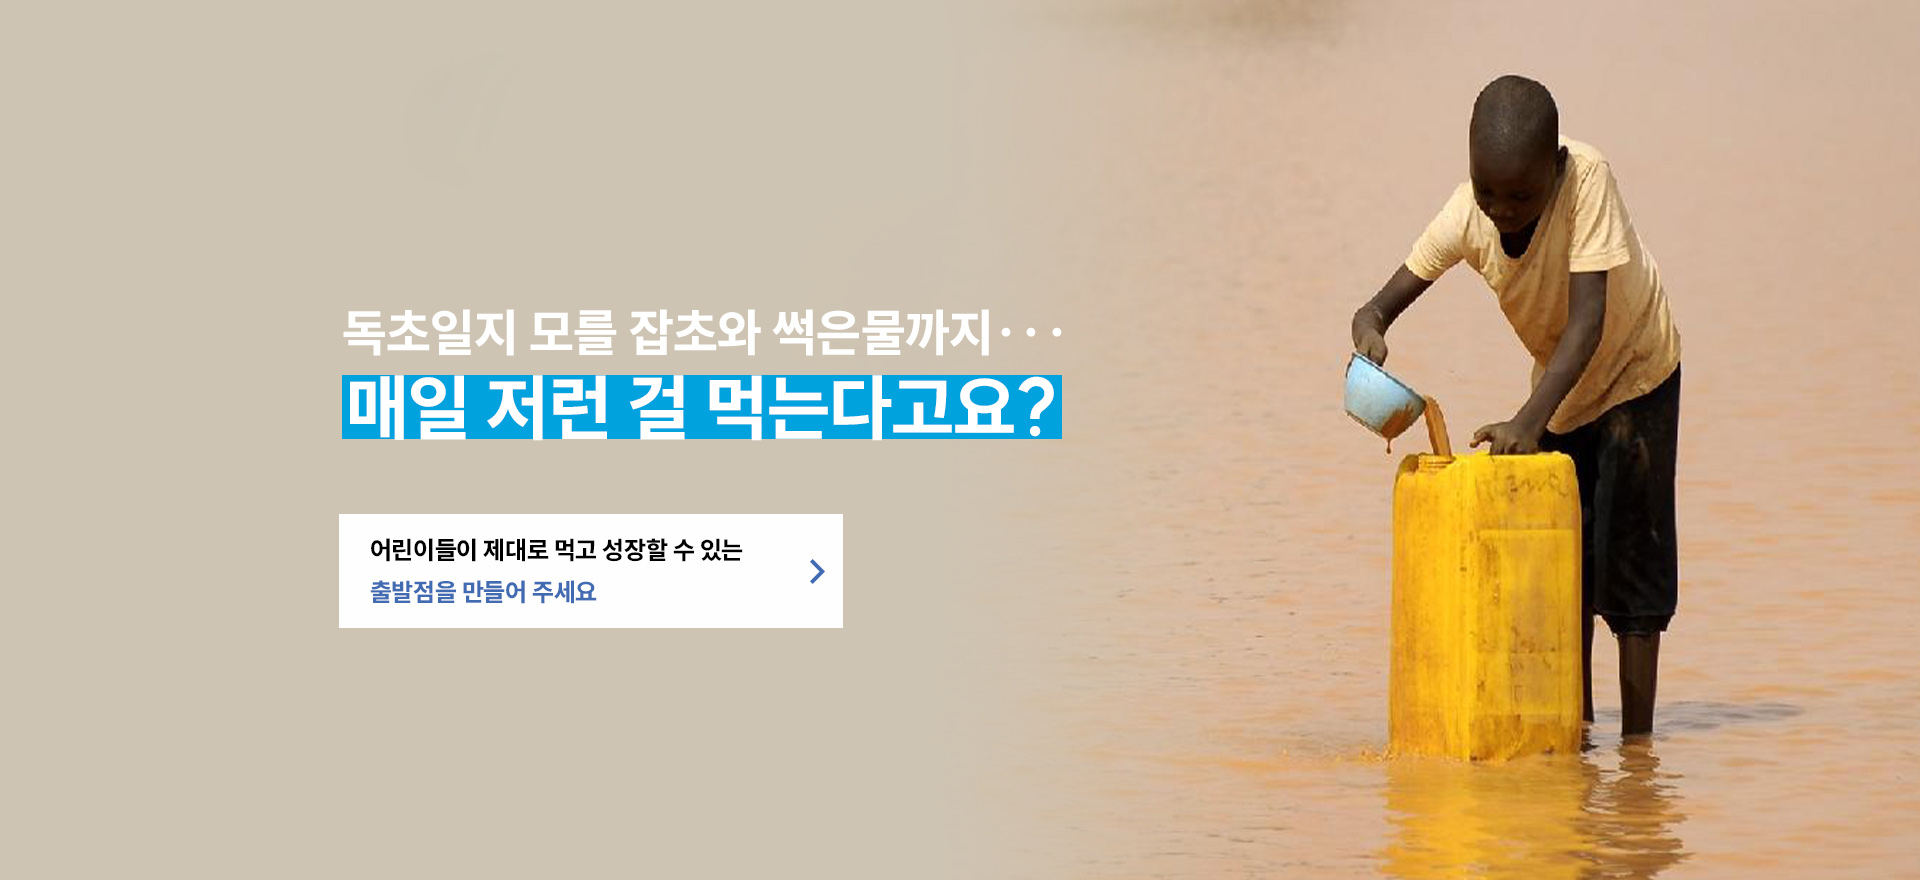 독초일지 모를 잡초와 썩은물까지···
매일 저런 걸 먹는다고요?
어린이들이 제대로 먹고 성장할 수 있는
출발점을 만들어 주세요